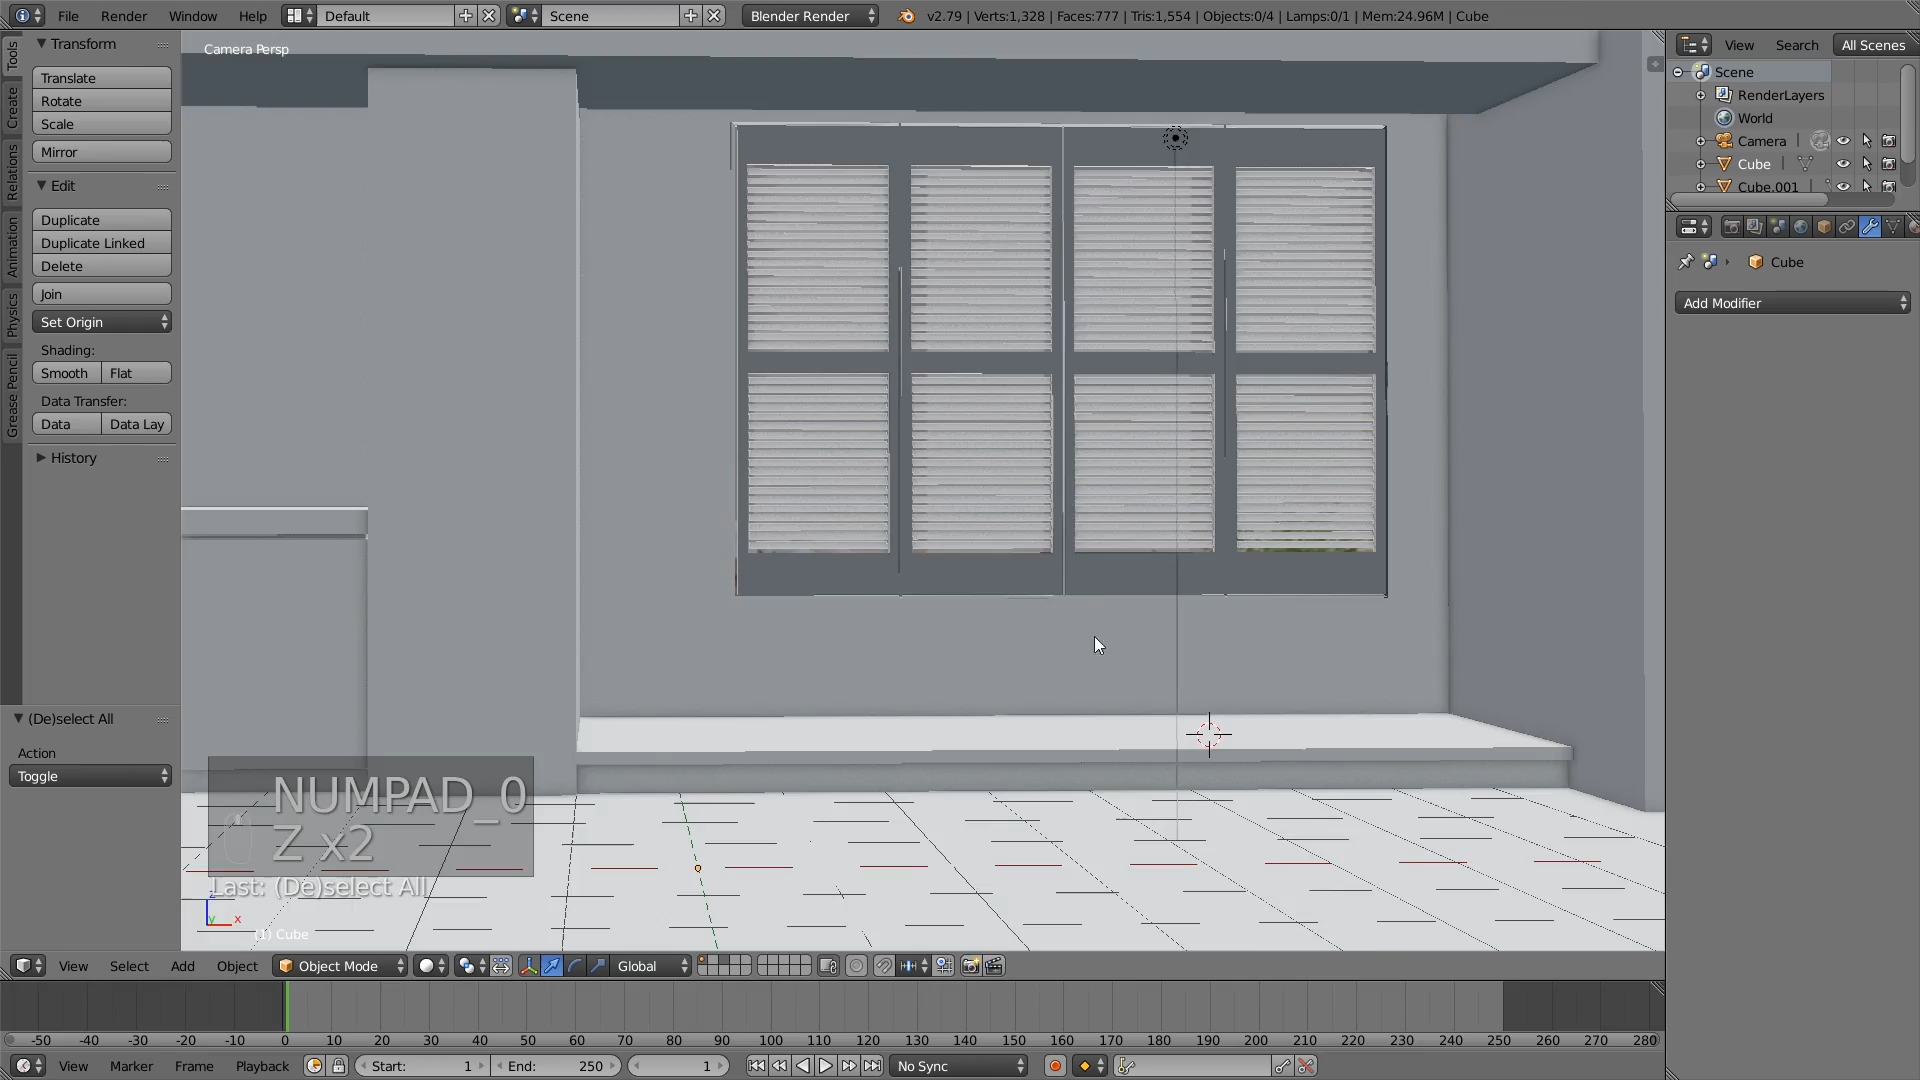 File Render Window Help Default Scene Blender Render v2.79 | Verts:1,328 | Faces:777 | Tris:1,554 | Objects:0/4 | Lamps:0/1 | Mem:24.96M | Cube
Tools
Create
Relations
Animation
Physics
Grease Pencil
Transform
Translate
Rotate
Scale
Mirror
Edit
Duplicate
Duplicate Linked
Delete
Join
Set Origin
Shading:
Smooth Flat
Data Transfer:
Data Data Lay
History
(De)select All
Action
Toggle
Camera Persp
NUMPAD_0
Z x2
Last: (De)select All
z
y x
(1) Cube
View Search All Scenes
Scene
RenderLayers
World
Camera
Cube
Cube.001
Cube
Add Modifier
View Select Add Object Object Mode Global
-50 -40 -30 -20 -10 0 10 20 30 40 50 60 70 80 90 100 110 120 130 140 150 160 170 180 190 200 210 220 230 240 250 260 270 280
View Marker Frame Playback Start: 1 End: 250 1 No Sync